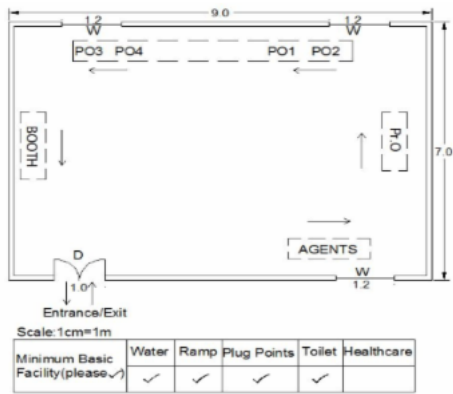 9.0
1.2 1.2
W W
PO3 PO4 PO1 PO2
BOOTH
Pr.O
7.0
AGENTS
D
W
1.0
1.2
Entrance/Exit
Scale:1cm=1m
Minimum Basic
Facility(please✓)
Water Ramp Plug Points Toilet Healthcare
✓ ✓ ✓ ✓